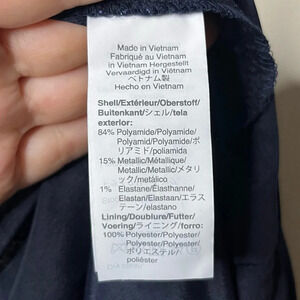 Made in Vietnam
Fabriqué au Vietnam
in Vietnam Hergestellt
Vervaardigd in Vietnam
ベトナム製
Hecho en Vietnam
Shell/Extérieur/Oberstoff/
Buitenkant/シェル/tela
exterior:
84% Polyamide/Polyamide/
Polyamid/Polyamide/ポ
リアミド/poliamida
15% Metallic/Métallique/
Metallic/Metallic/メタリッ
ク/metálico
1% Elastane/Élasthanne/
Elastan/Elastaan/エラス
テーン/elastano
Lining/Doublure/Futter/
Voering/ライニング/forro:
100% Polyester/Polyester/
Polyester/Polyester/
ポリエステル/
poliéster